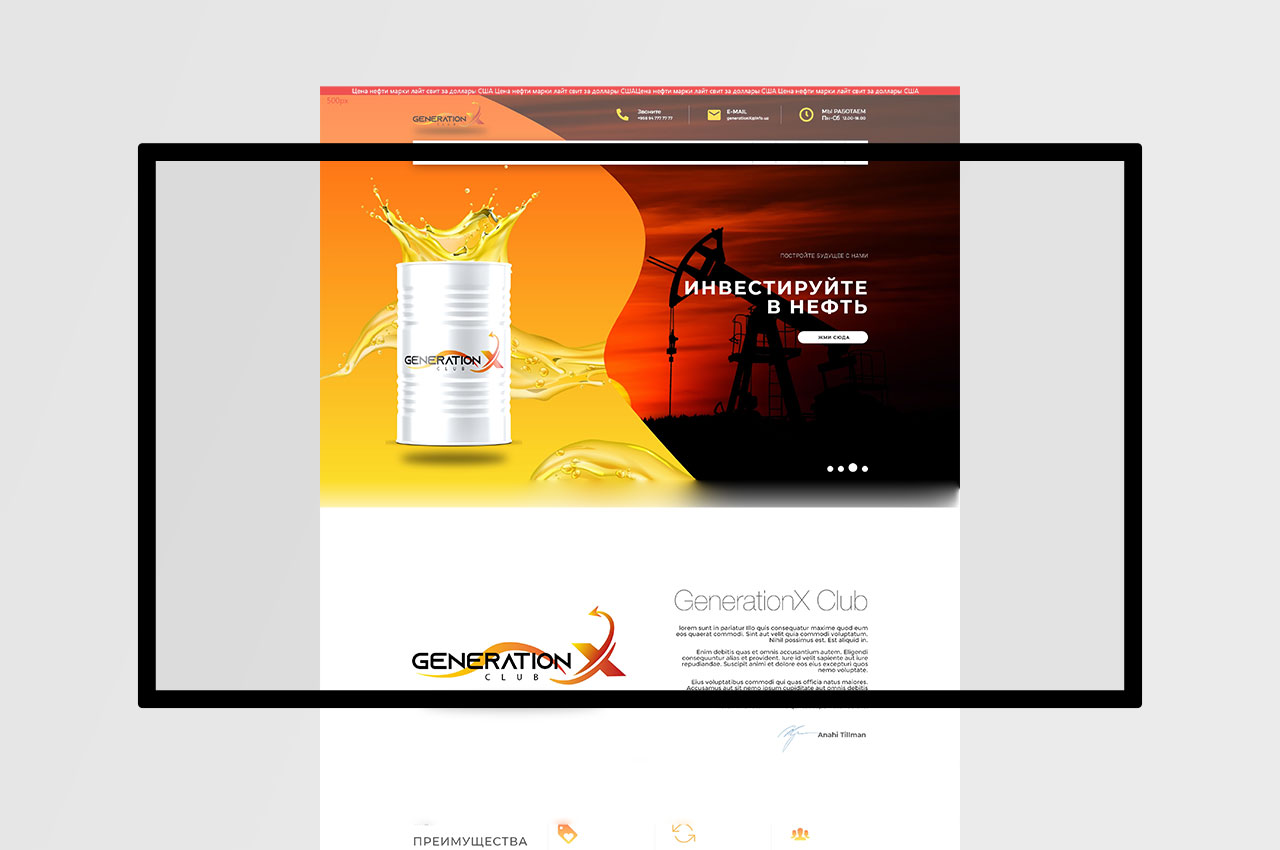 Цена нефти марки лайт свит за доллары США Цена нефти марки лайт свит за доллары СШАЦена нефти марки лайт свит за доллары США Цена нефти марки лайт свит за доллары США
500px
GENERATION X
CLUB
Звоните
+998 94 777 77 77
E-MAIL
generationX@info.uz
МЫ РАБОТАЕМ
Пн-Сб 12.00-18.00
ПОСТРОЙТЕ БУДУЩЕЕ С НАМИ
ИНВЕСТИРУЙТЕ
В НЕФТЬ
ЖМИ СЮДА
GENERATION X
CLUB
GenerationX Club
lorem sunt in pariatur Illo quis consequatur maxime quod eum
eos quaerat commodi. Sint aut velit quia commodi voluptatum.
Nihil possimus est. Est aliquid in.
Enim debitis quas et omnis accusantium autem. Eligendi
consequuntur alias et provident. Iure id velit sapiente aut iure
repudiandae. Suscipit animi et dolore eos eius excepturi quos
nemo voluptate.
Eius voluptatibus commodi qui quas officia natus maiores.
Accusamus aut sit nemo ipsum cupiditate aut omnis debitis
GENERATION X
CLUB
Anahi Tillman
ПРЕИМУЩЕСТВА